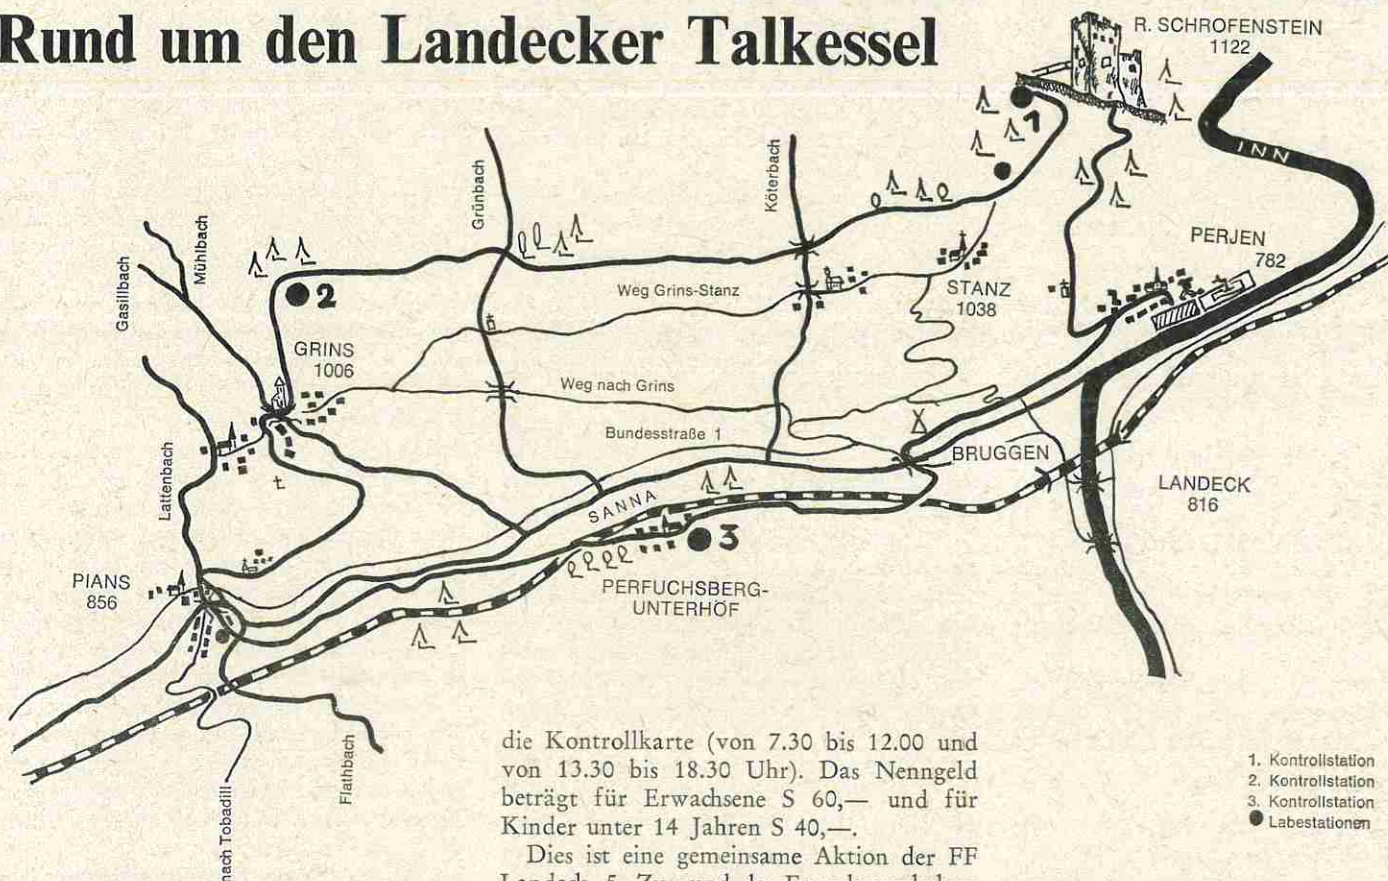 Rund um den Landecker Talkessel
R. SCHROFENSTEIN
1122
INN
1
Grünbach
Köterbach
Mühlbach
Gasillbach
2
PERJEN
782
Weg Grins-Stanz
STANZ
1038
GRINS
1006
Weg nach Grins
Bundesstraße 1
BRUGGEN
Lattenbach
SANNA
LANDECK
816
3
PIANS
856
PERFUCHSBERG-
UNTERHÖF
Flathbach
nach Tobadill
die Kontrollkarte (von 7.30 bis 12.00 und
von 13.30 bis 18.30 Uhr). Das Nenngeld
beträgt für Erwachsene S 60,— und für
Kinder unter 14 Jahren S 40,—.
Dies ist eine gemeinsame Aktion der FF
1. Kontrollstation
2. Kontrollstation
3. Kontrollstation
Labestationen